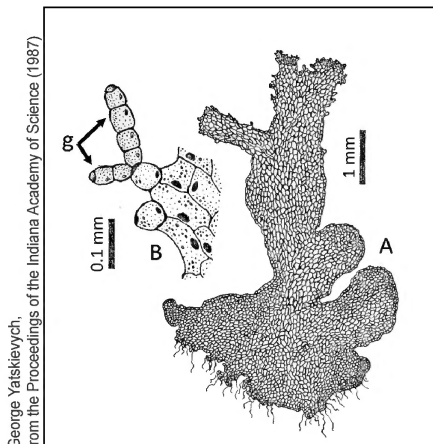 George Yatskievych,
from the Proceedings of the Indiana Academy of Science (1987)
g
B
0.1 mm
A
1 mm